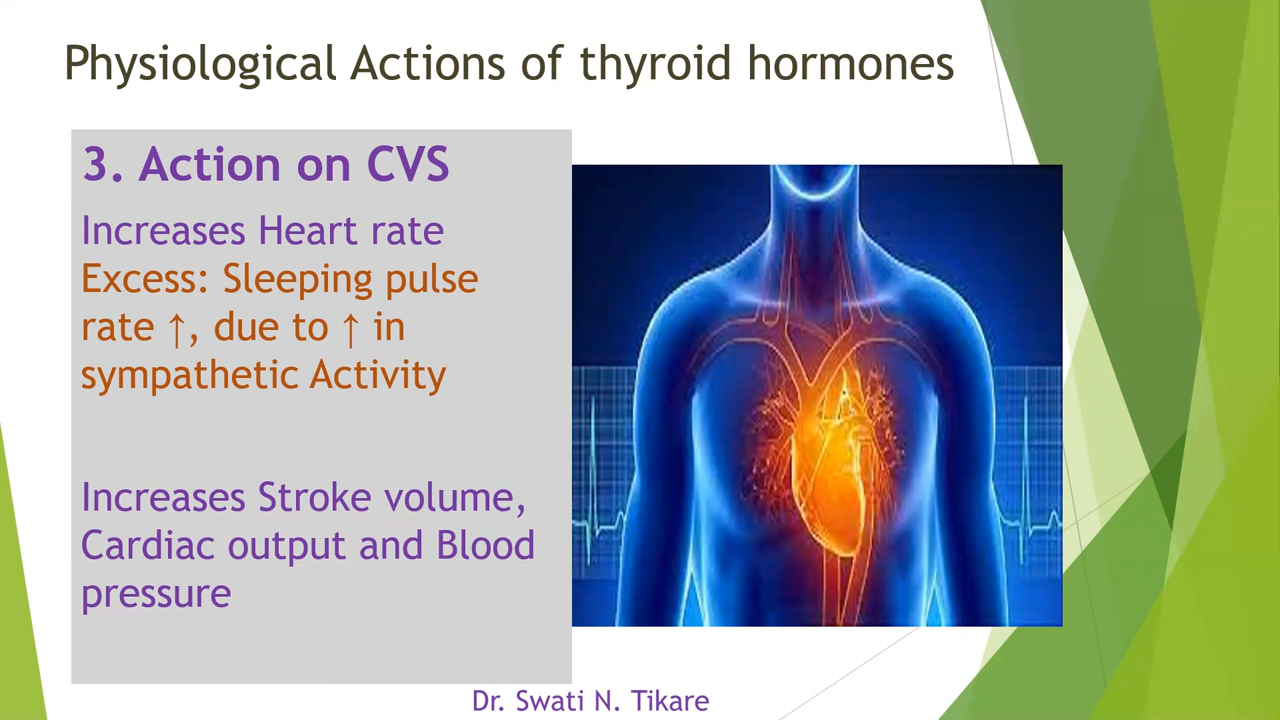 Physiological Actions of thyroid hormones
3. Action on CVS
Increases Heart rate
Excess: Sleeping pulse
rate ↑, due to ↑ in
sympathetic Activity
Increases Stroke volume,
Cardiac output and Blood
pressure
Dr. Swati N. Tikare